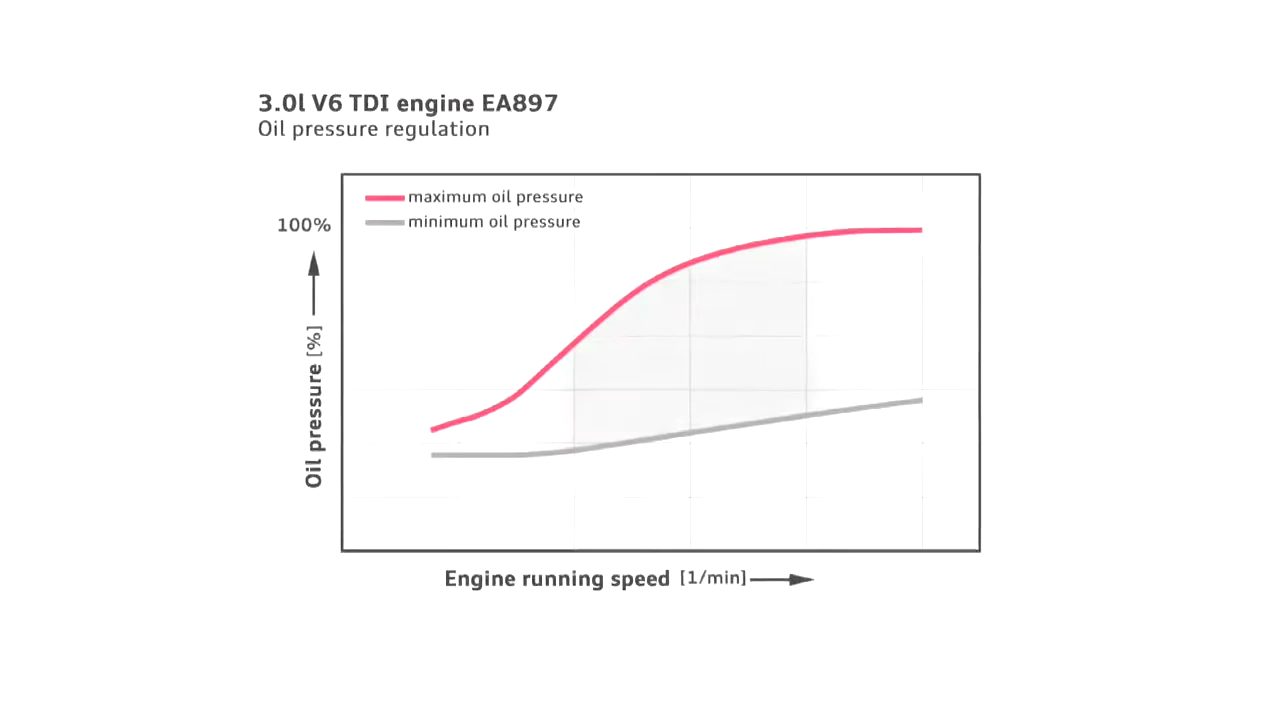 3.0l V6 TDI engine EA897
Oil pressure regulation
maximum oil pressure
minimum oil pressure
100%
Oil pressure [%]
Engine running speed [1/min]